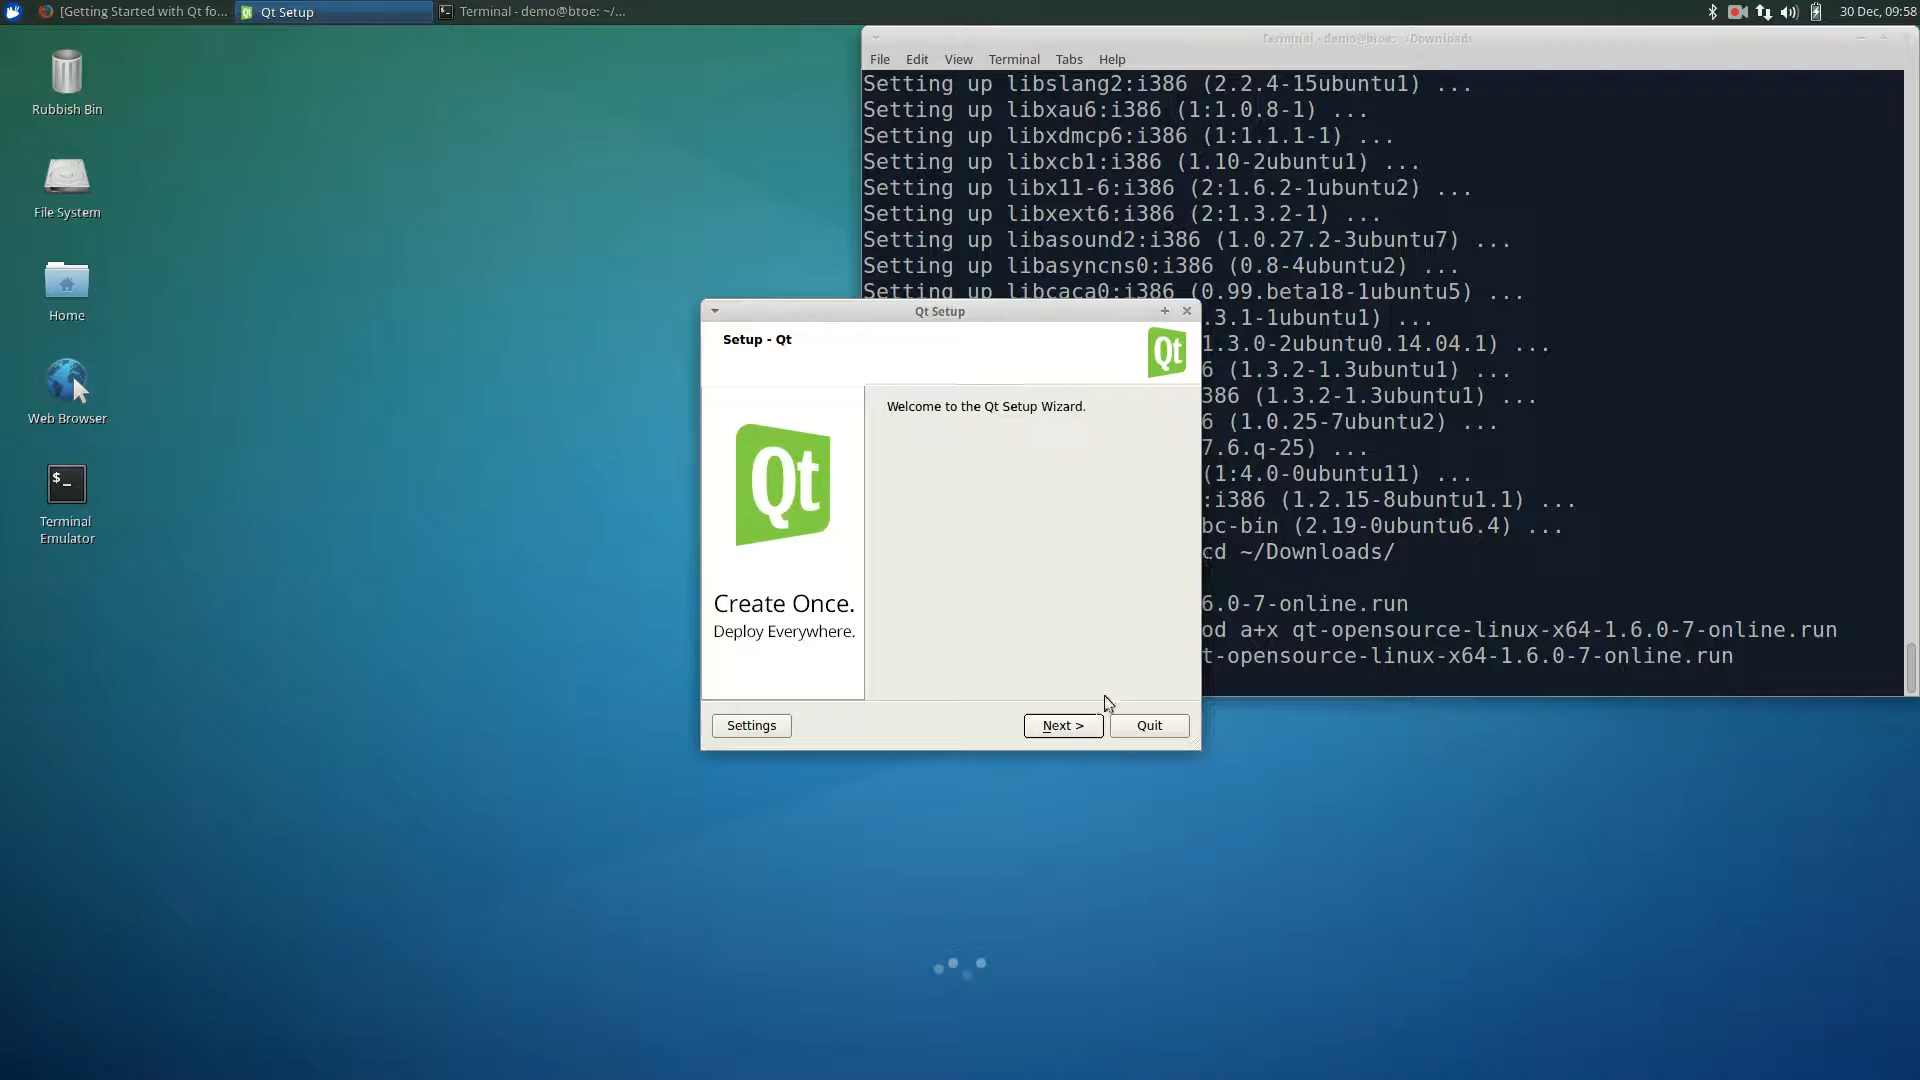 [Getting Started with Qt fo...
Qt Setup
Terminal - demo@btoe: ~/...
30 Dec, 09:58
Rubbish Bin
File System
Home
Web Browser
$_
Terminal
Emulator
Terminal - demo@btoe: ~/Downloads
File Edit View Terminal Tabs Help
Setting up libslang2:i386 (2.2.4-15ubuntu1) ...
Setting up libxau6:i386 (1:1.0.8-1) ...
Setting up libxdmcp6:i386 (1:1.1.1-1) ...
Setting up libxcb1:i386 (1.10-2ubuntu1) ...
Setting up libx11-6:i386 (2:1.6.2-1ubuntu2) ...
Setting up libxext6:i386 (2:1.3.2-1) ...
Setting up libasound2:i386 (1.0.27.2-3ubuntu7) ...
Setting up libasyncns0:i386 (0.8-4ubuntu2) ...
Setting up libcaca0:i386 (0.99.beta18-1ubuntu5) ...
.3.1-1ubuntu1) ...
1.3.0-2ubuntu0.14.04.1) ...
6 (1.3.2-1.3ubuntu1) ...
386 (1.3.2-1.3ubuntu1) ...
6 (1.0.25-7ubuntu2) ...
7.6.q-25) ...
(1:4.0-0ubuntu11) ...
:i386 (1.2.15-8ubuntu1.1) ...
bc-bin (2.19-0ubuntu6.4) ...
cd ~/Downloads/
6.0-7-online.run
od a+x qt-opensource-linux-x64-1.6.0-7-online.run
t-opensource-linux-x64-1.6.0-7-online.run
Qt Setup
Setup - Qt
Qt
Welcome to the Qt Setup Wizard.
Qt
Create Once.
Deploy Everywhere.
Settings
Next >
Quit